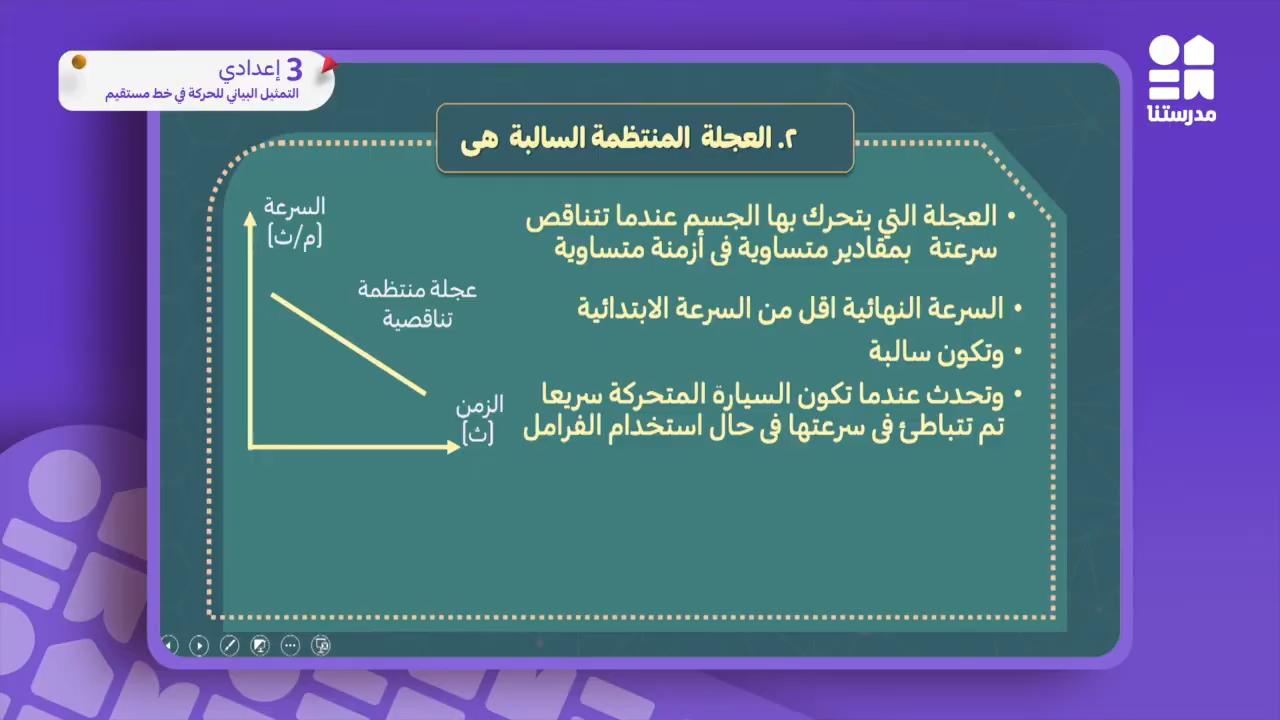 3 إعدادي
التمثيل البياني للحركة في خط مستقيم
مدرستنا
٢. العجلة المنتظمة السالبة هى
• العجلة التي يتحرك بها الجسم عندما تتناقص
سرعتة بمقادير متساوية فى أزمنة متساوية
• السرعة النهائية اقل من السرعة الابتدائية
• وتكون سالبة
• وتحدث عندما تكون السيارة المتحركة سريعا
تم تتباطئ فى سرعتها فى حال استخدام الفرامل
السرعة
(م/ث)
عجلة منتظمة
تناقصية
الزمن
(ث)